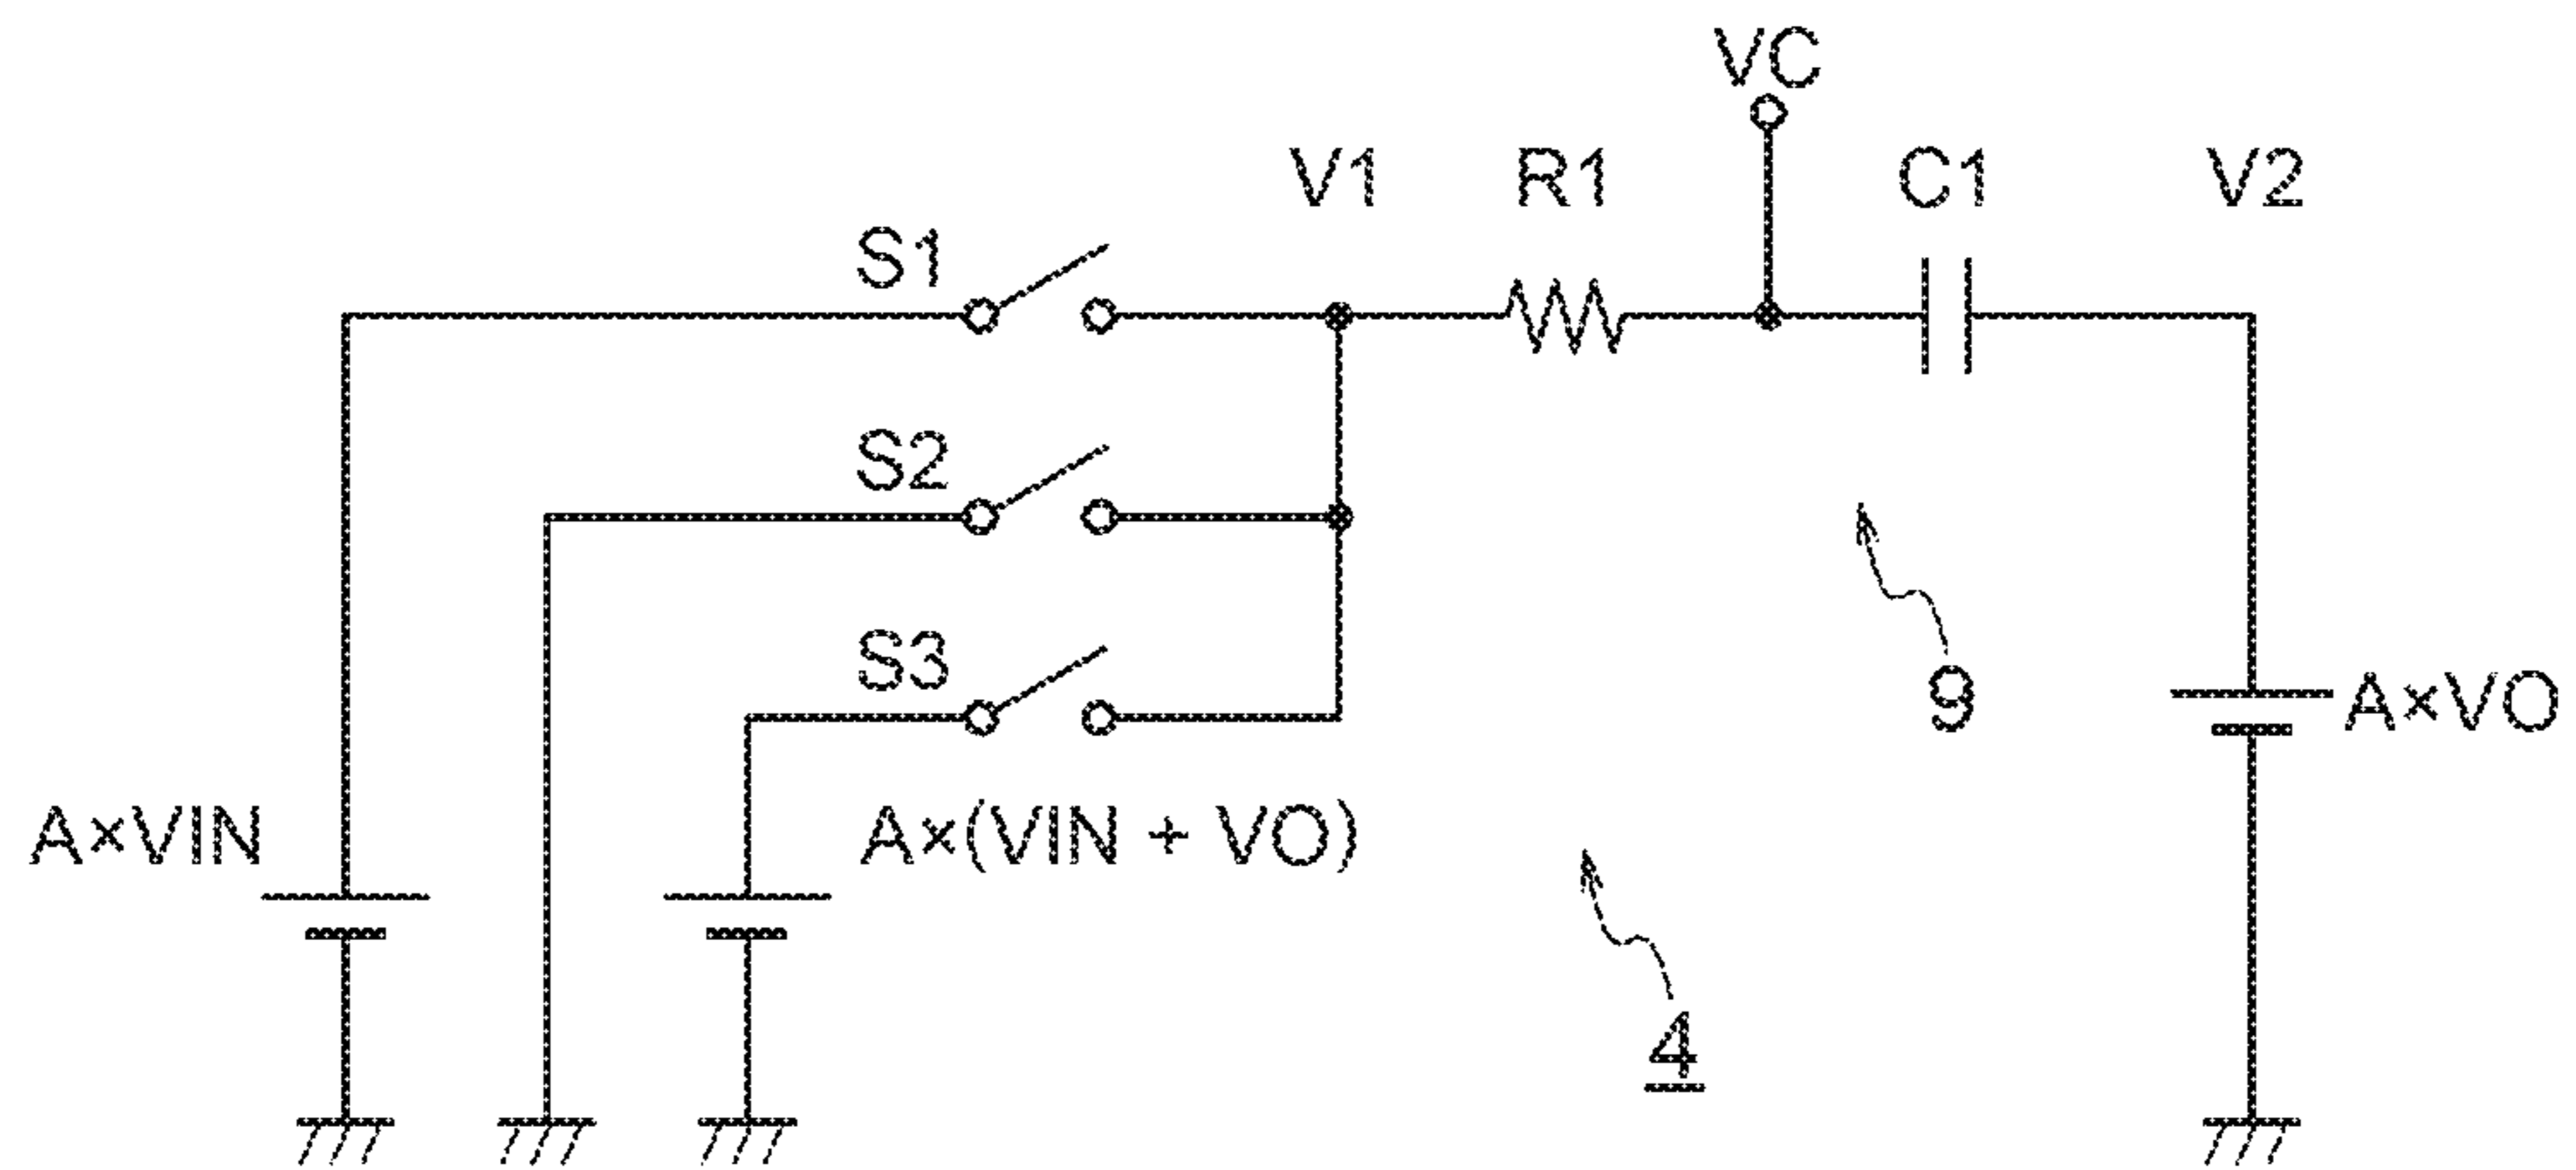 VC
V1 R1 C1 V2
S1
S2
S3
9
A×VO
A×VIN
A×(VIN + VO)
4